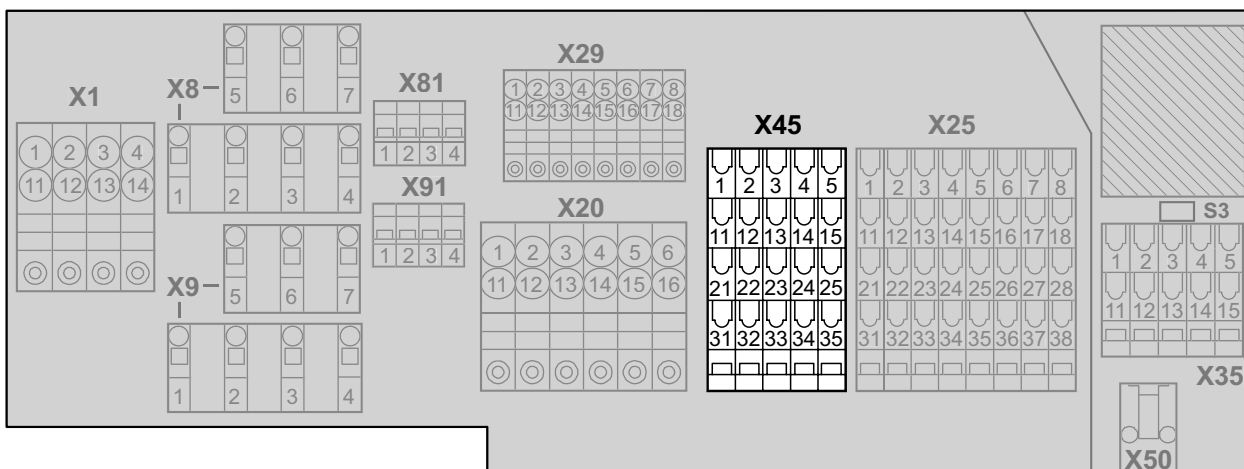 X1
1 2 3 4
11 12 13 14
X8
5 6 7
1 2 3 4
X9
5 6 7
1 2 3 4
X81
1 2 3 4
X91
1 2 3 4
X29
1 2 3 4 5 6 7 8
11 12 13 14 15 16 17 18
X20
1 2 3 4 5 6
11 12 13 14 15 16
X45
1 2 3 4 5
11 12 13 14 15
21 22 23 24 25
31 32 33 34 35
X25
1 2 3 4 5 6 7 8
11 12 13 14 15 16 17 18
21 22 23 24 25 26 27 28
31 32 33 34 35 36 37 38
S3
1 2 3 4 5
11 12 13 14 15
X35
X50